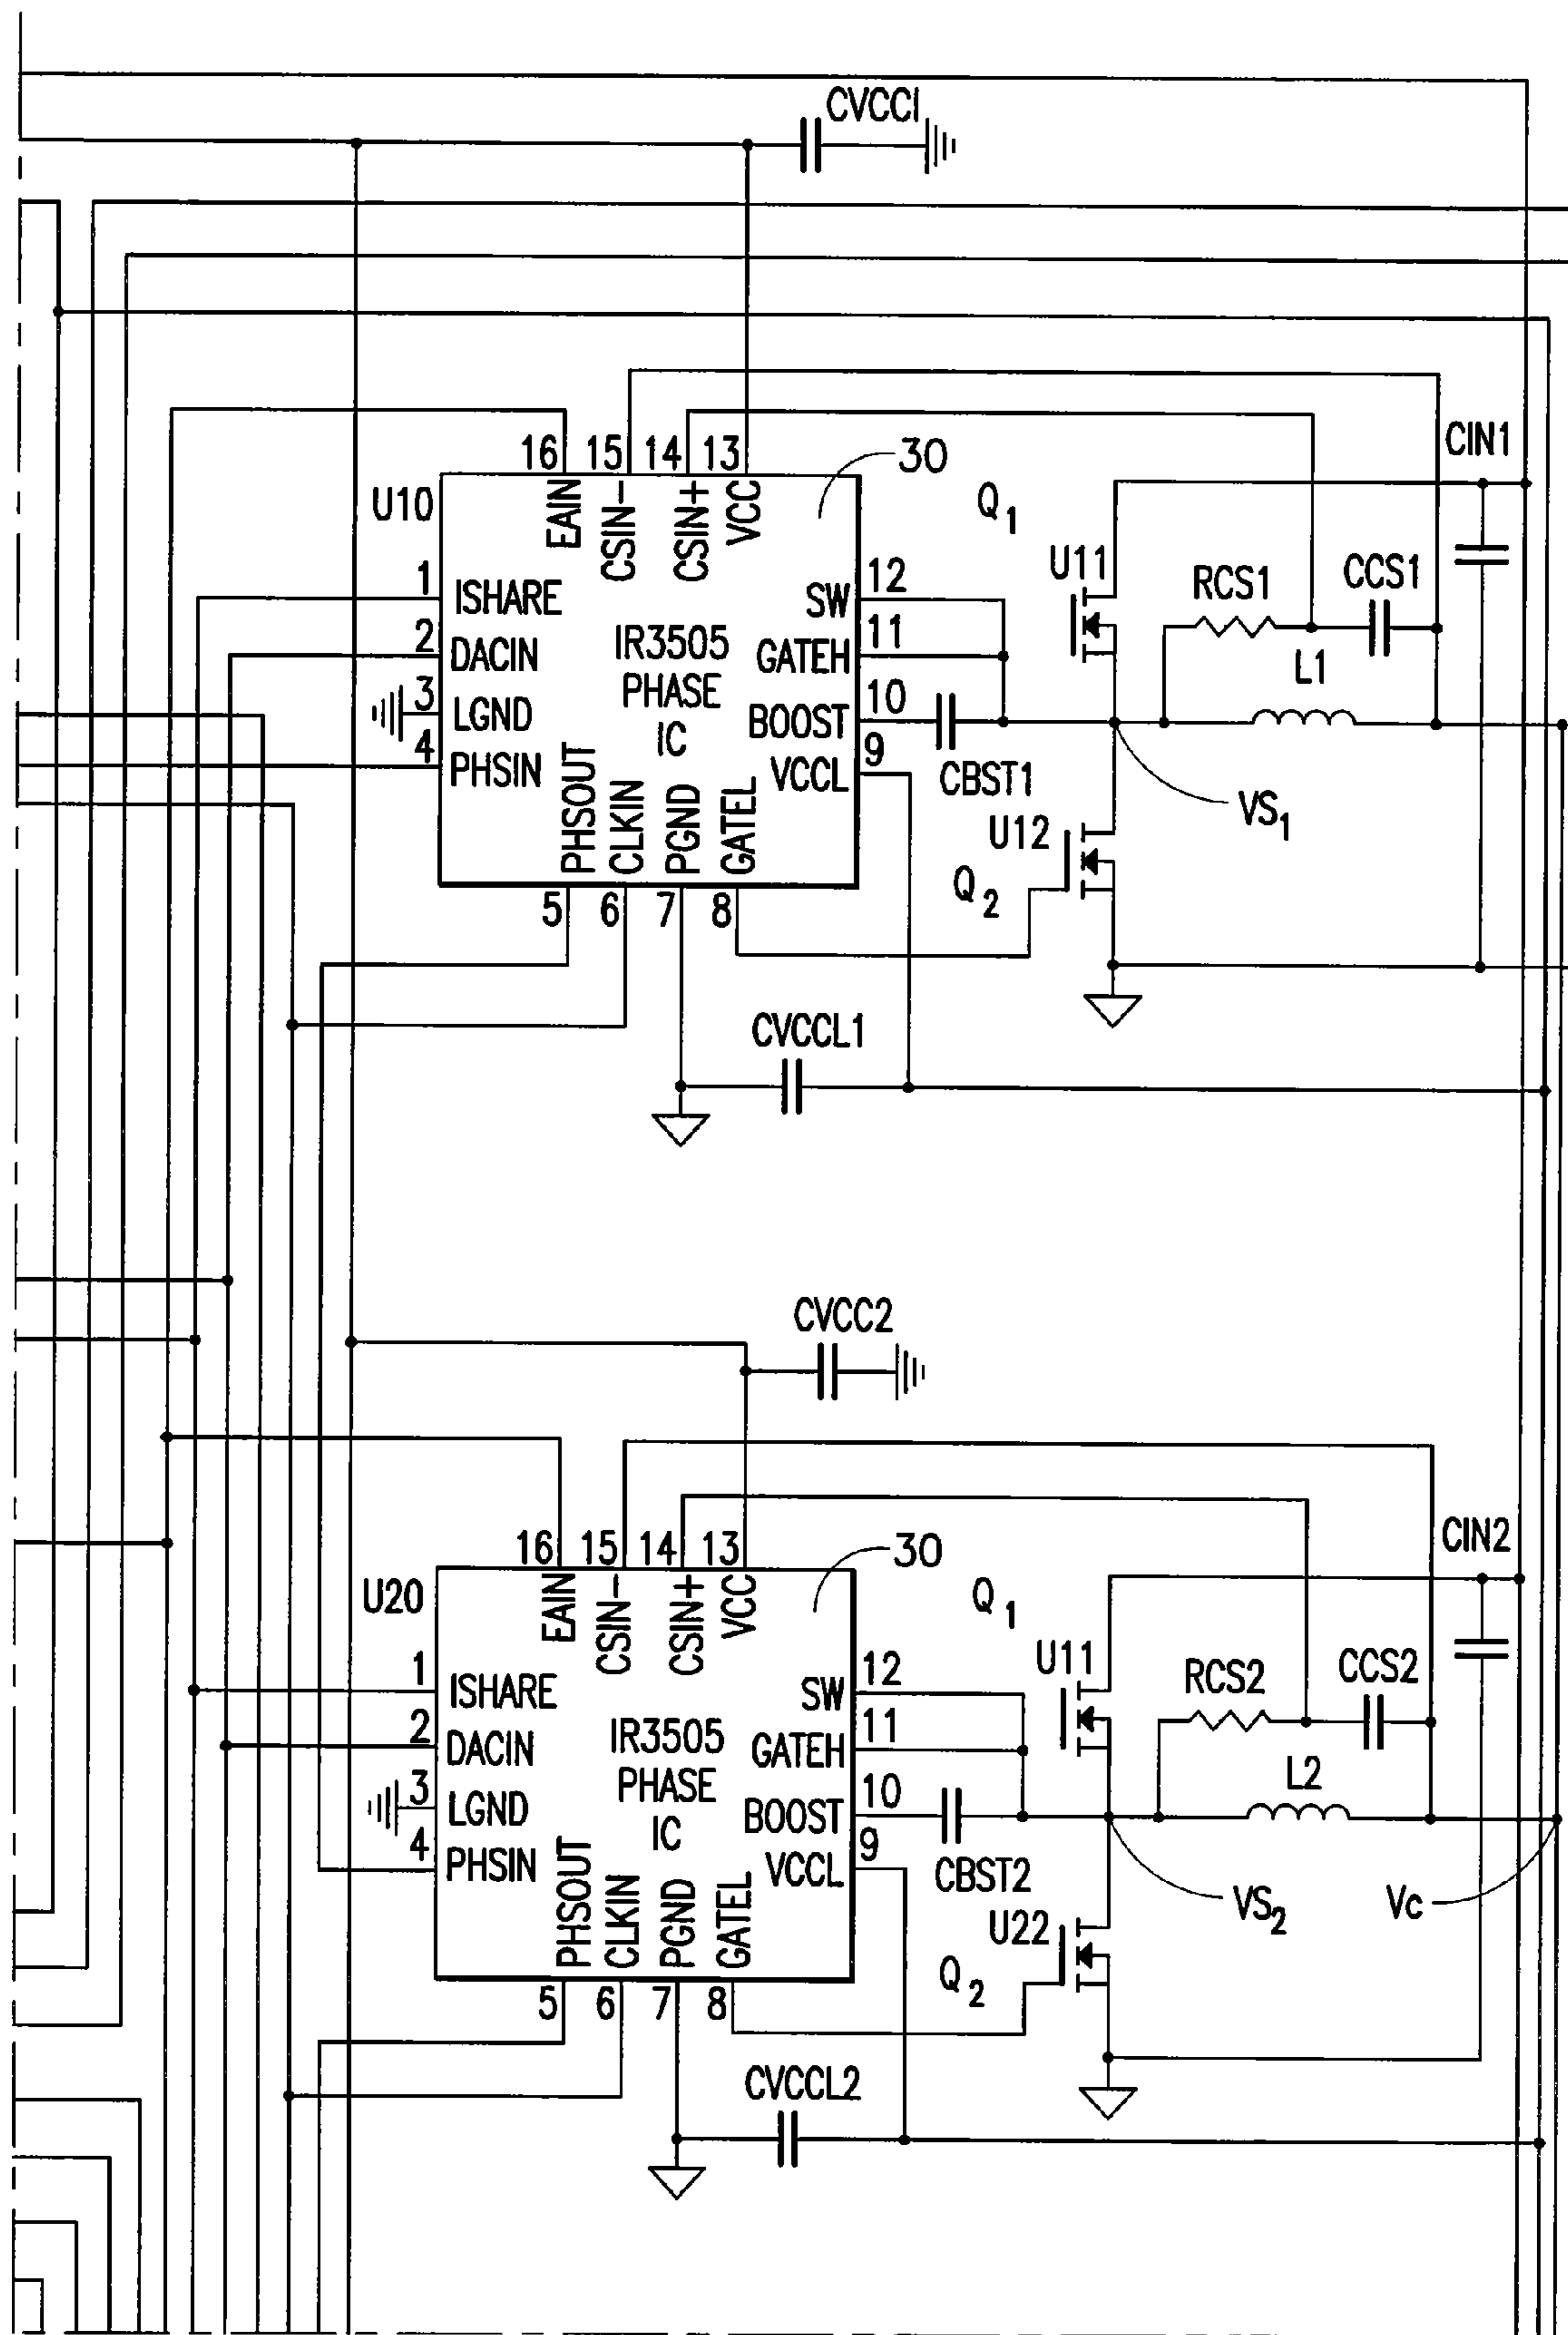 CVCCI
16 15 14 13
30
U10
EAIN
CSIN-
CSIN+
VCC
Q1
CIN1
U11
RCS1
CCS1
1
ISHARE
SW
12
2
DACIN
IR3505
PHASE
IC
GATEH
11
L1
3
LGND
BOOST
10
4
PHSIN
VCCL
9
CBST1
VS1
PHSOUT
CLKIN
PGND
GATEL
U12
Q2
5 6 7 8
CVCCL1
CVCC2
16 15 14 13
30
U20
EAIN
CSIN-
CSIN+
VCC
Q1
CIN2
U11
RCS2
CCS2
1
ISHARE
SW
12
2
DACIN
IR3505
PHASE
IC
GATEH
11
L2
3
LGND
BOOST
10
4
PHSIN
VCCL
9
CBST2
VS2
Vc
PHSOUT
CLKIN
PGND
GATEL
U22
Q2
5 6 7 8
CVCCL2